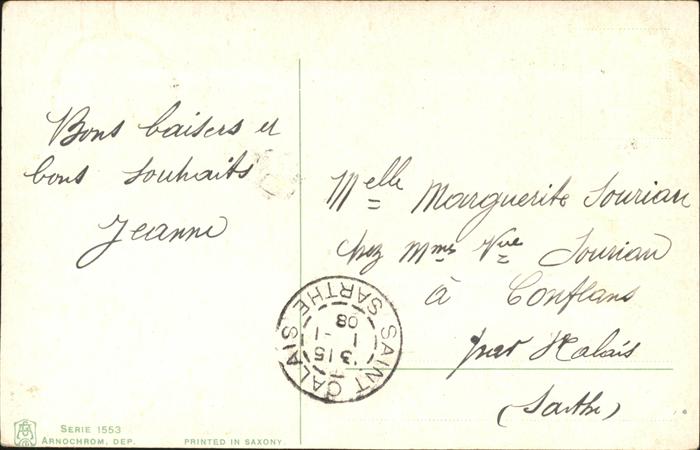 Bons baisers et
bons souhaits
Jeanne
Melle Marguerite Sourian
chez Mme Vve Sourian
à Conflans
par St Calais
(Sarthe)
SAINT CALAIS
SARTHE
3 15
1 -1
08
SERIE 1553
ARNOCHROM, DEP.
PRINTED IN SAXONY.